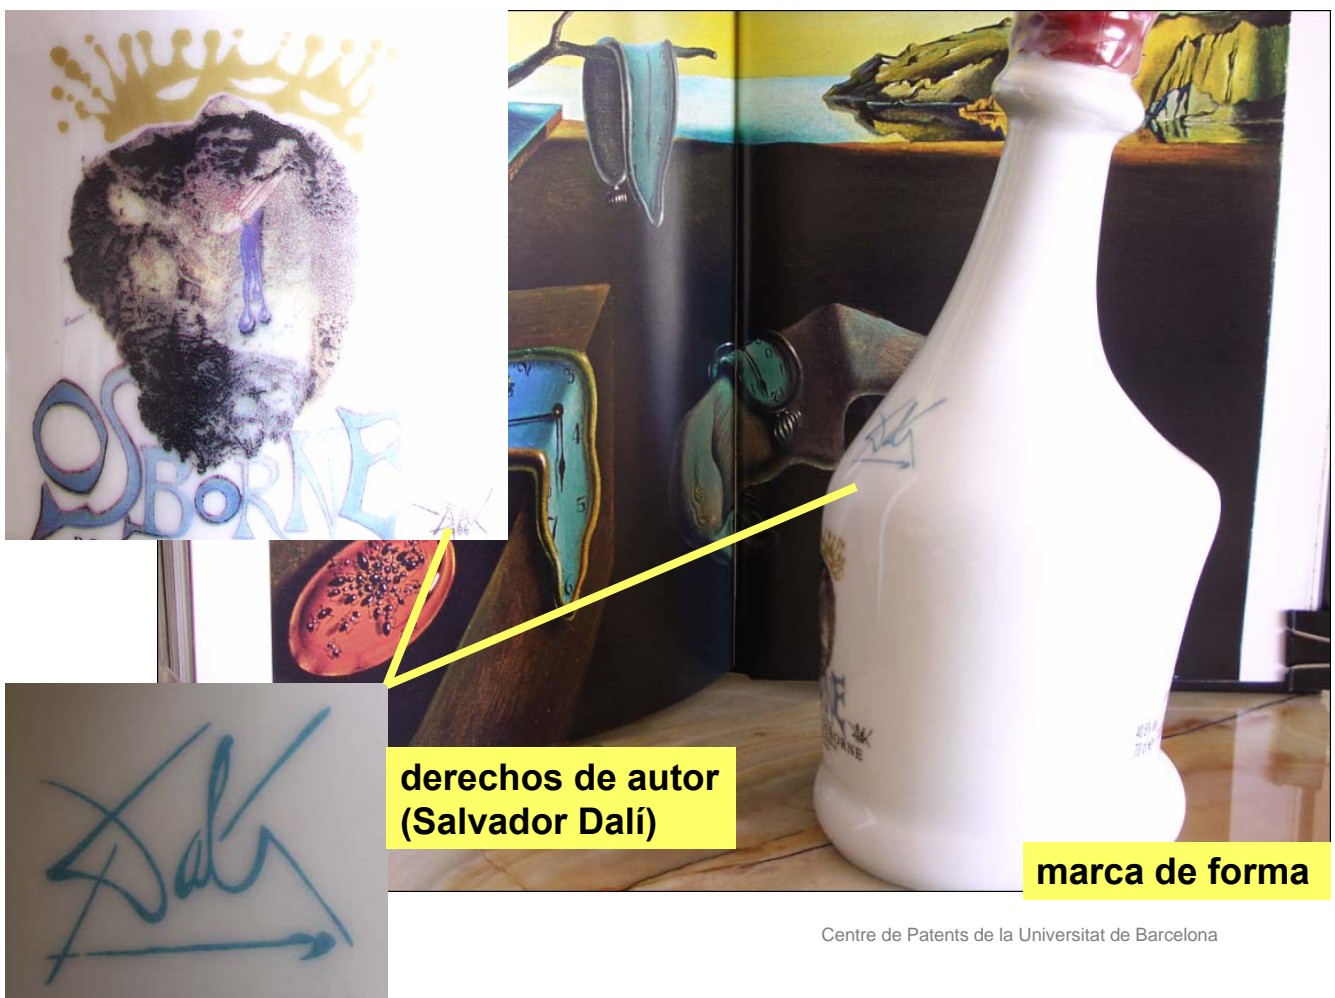 OSBORNE
Dalí
derechos de autor
(Salvador Dalí)
marca de forma
Centre de Patents de la Universitat de Barcelona